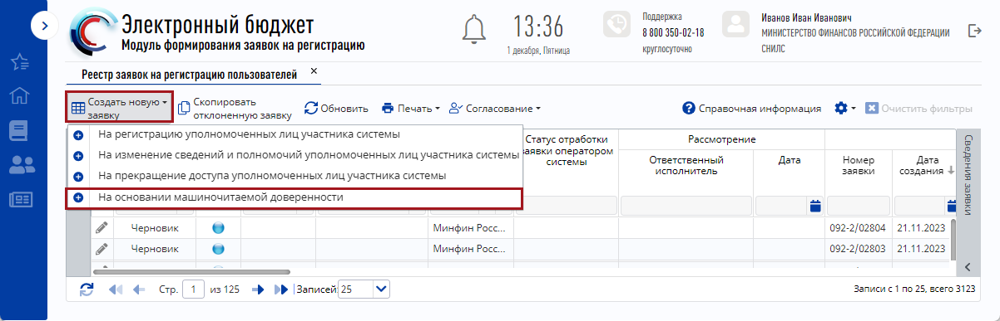 Электронный бюджет
Модуль формирования заявок на регистрацию
13:36
1 декабря, Пятница
Поддержка
8 800 350-02-18
круглосуточно
Иванов Иван Иванович
МИНИСТЕРСТВО ФИНАНСОВ РОССИЙСКОЙ ФЕДЕРАЦИИ
СНИЛС
Реестр заявок на регистрацию пользователей
Создать новую заявку
Скопировать отклоненную заявку
Обновить
Печать
Согласование
Справочная информация
Очистить фильтры
На регистрацию уполномоченных лиц участника системы
На изменение сведений и полномочий уполномоченных лиц участника системы
На прекращение доступа уполномоченных лиц участника системы
На основании машиночитаемой доверенности
Статус отработки
заявки оператором
системы
Рассмотрение
Ответственный
исполнитель
Дата
Номер
заявки
Дата
создания
Сведения заявки
Черновик Минфин Росс... 092-2/02804 21.11.2023
Черновик Минфин Росс... 092-2/02803 21.11.2023
Стр. 1 из 125 Записей: 25
Записи с 1 по 25, всего 3123